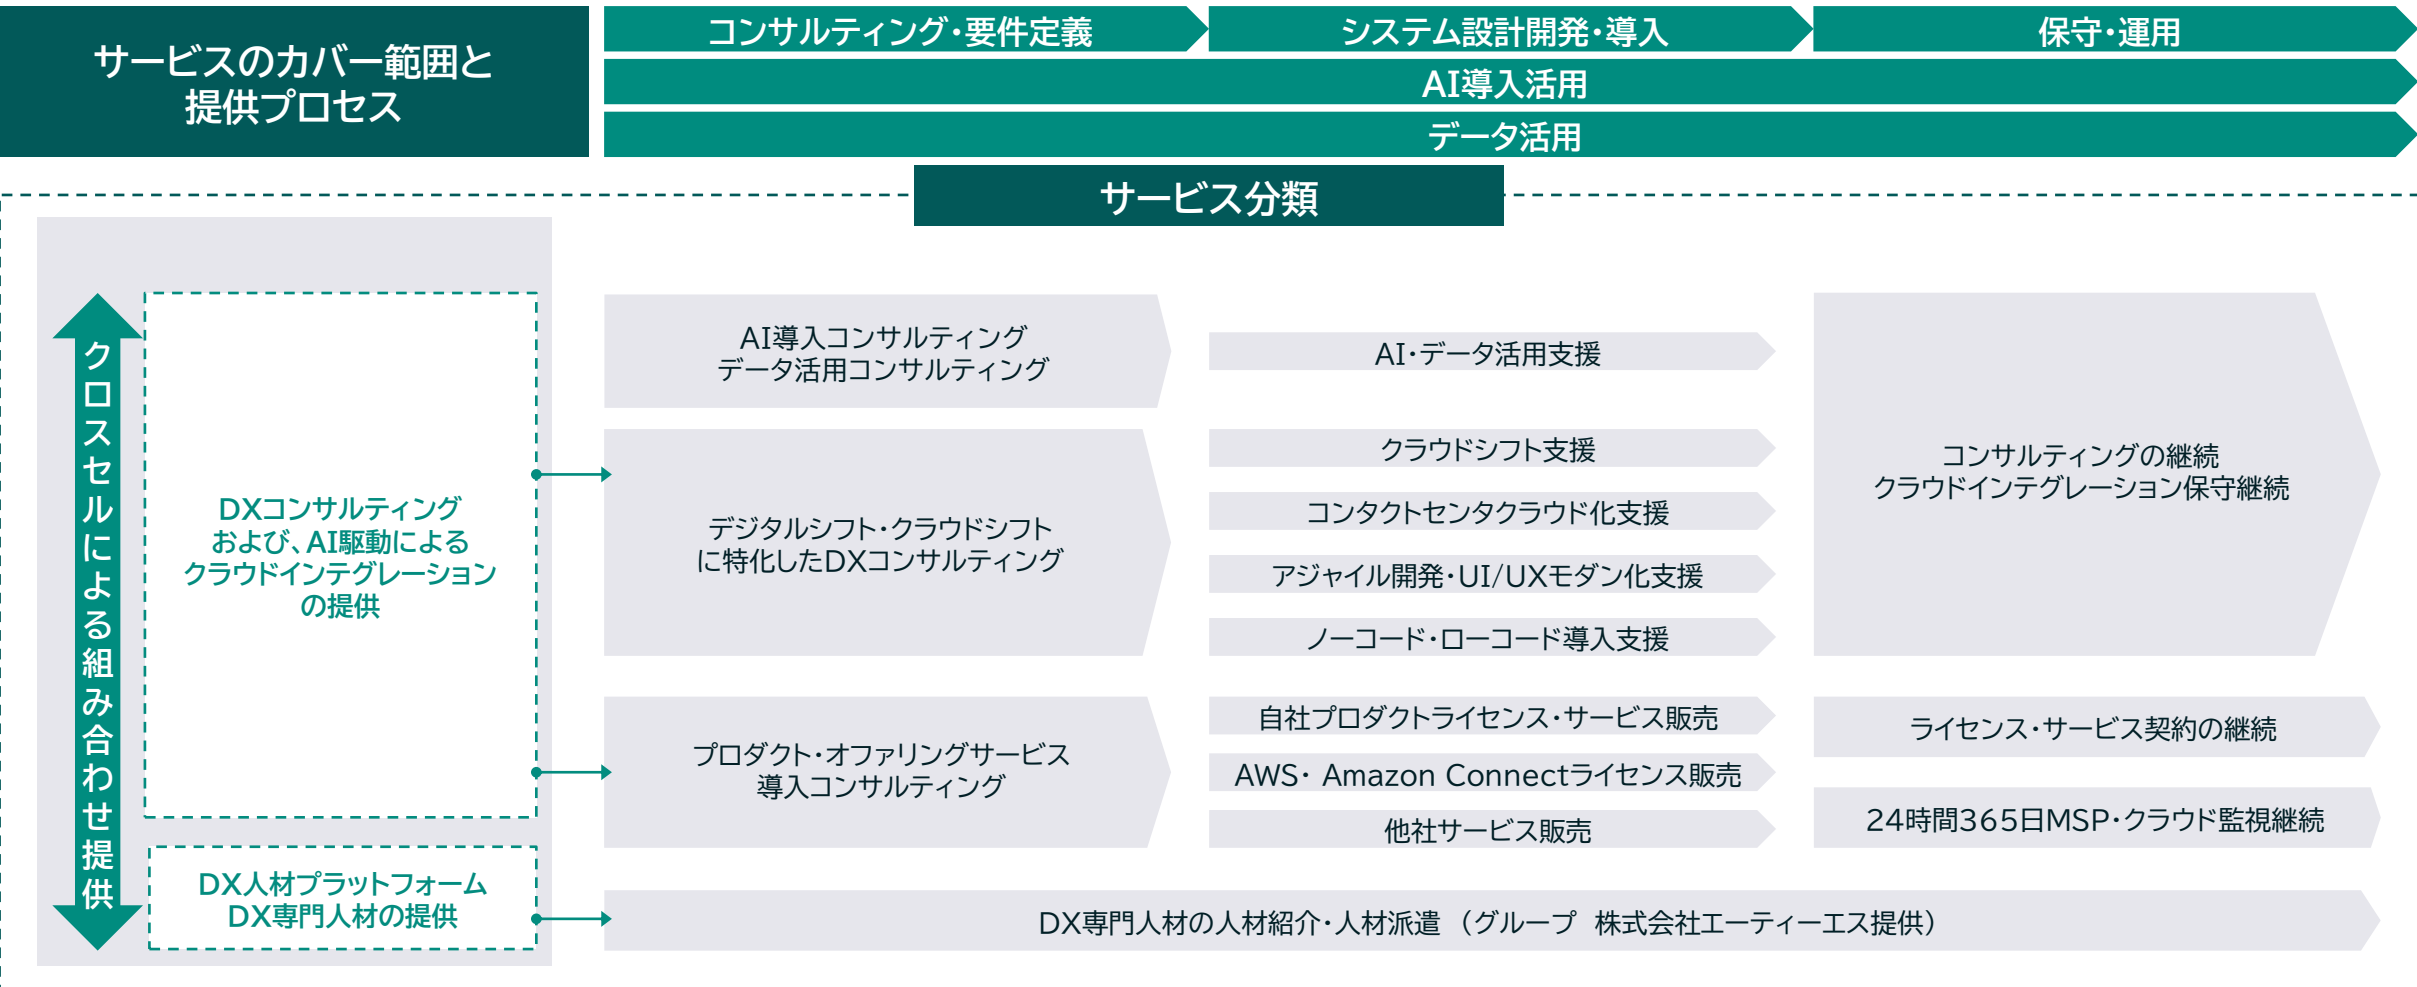 サービスのカバー範囲と
提供プロセス
コンサルティング・要件定義
システム設計開発・導入
保守・運用
AI導入活用
データ活用
サービス分類
クロスセルによる組み合わせ提供
DXコンサルティング
および、AI駆動による
クラウドインテグレーション
の提供
AI導入コンサルティング
データ活用コンサルティング
AI・データ活用支援
デジタルシフト・クラウドシフト
に特化したDXコンサルティング
クラウドシフト支援
コンタクトセンタクラウド化支援
アジャイル開発・UI/UXモダン化支援
ノーコード・ローコード導入支援
コンサルティングの継続
クラウドインテグレーション保守継続
プロダクト・オファリングサービス
導入コンサルティング
自社プロダクトライセンス・サービス販売
AWS・ Amazon Connectライセンス販売
他社サービス販売
ライセンス・サービス契約の継続
24時間365日MSP・クラウド監視継続
DX人材プラットフォーム
DX専門人材の提供
DX専門人材の人材紹介・人材派遣 （グループ 株式会社エーティーエス提供）